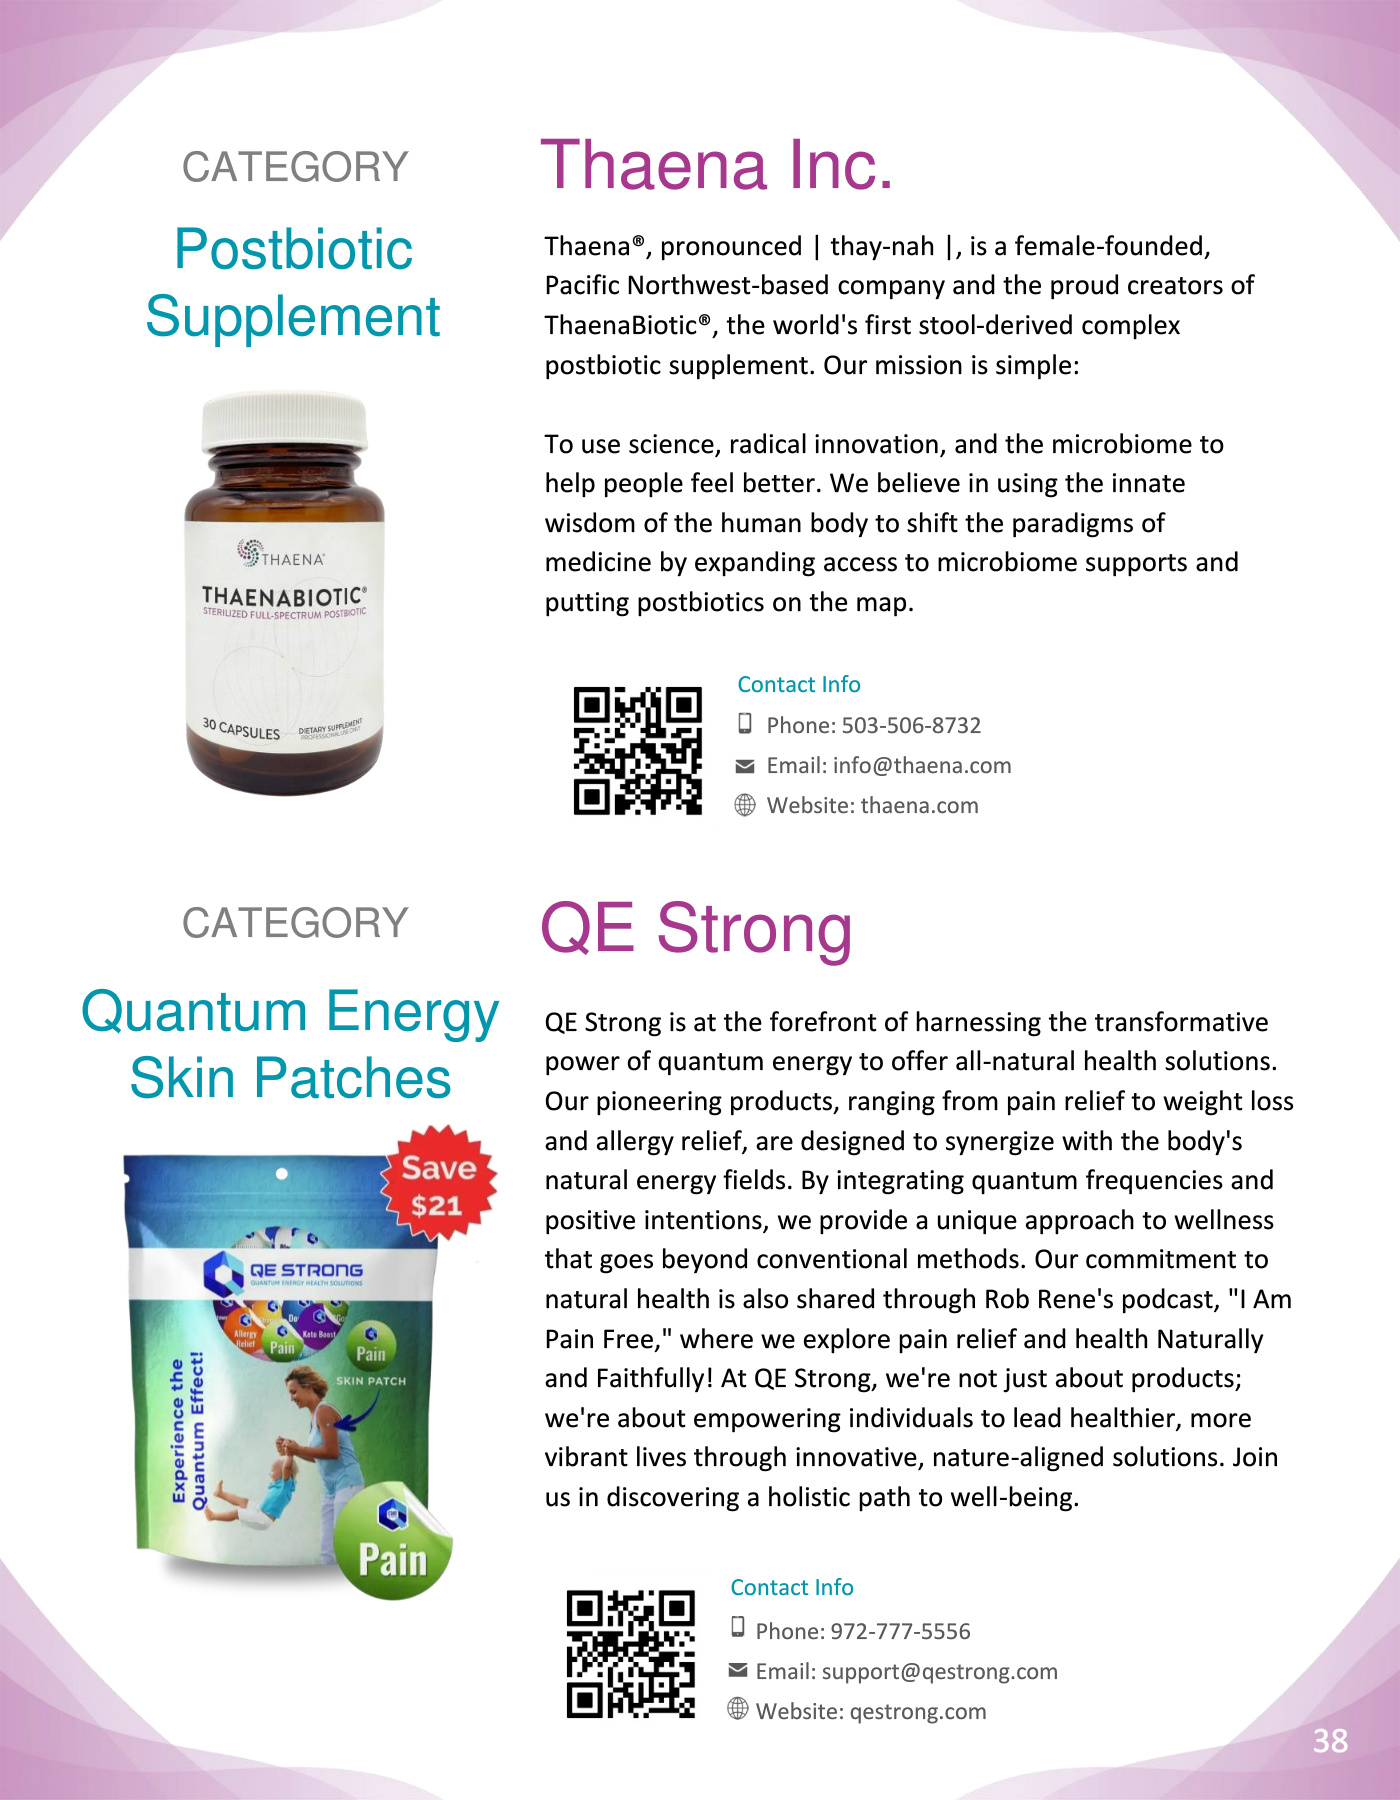 CATEGORY
Postbiotic
Supplement
THAENA®
THAENABIOTIC®
STERILIZED FULL-SPECTRUM POSTBIOTIC
30 CAPSULES
DIETARY SUPPLEMENT
PROFESSIONAL USE ONLY
Thaena Inc.
Thaena®, pronounced | thay-nah |, is a female-founded,
Pacific Northwest-based company and the proud creators of
ThaenaBiotic®, the world's first stool-derived complex
postbiotic supplement. Our mission is simple:
To use science, radical innovation, and the microbiome to
help people feel better. We believe in using the innate
wisdom of the human body to shift the paradigms of
medicine by expanding access to microbiome supports and
putting postbiotics on the map.
Contact Info
Phone: 503-506-8732
Email: info@thaena.com
Website: thaena.com
CATEGORY
Quantum Energy
Skin Patches
Save
$21
QE STRONG
QUANTUM ENERGY HEALTH SOLUTIONS
Allergy
Relief
Pain
Keto Boost
Pain
SKIN PATCH
Experience the
Quantum Effect!
Pain
QE Strong
QE Strong is at the forefront of harnessing the transformative
power of quantum energy to offer all-natural health solutions.
Our pioneering products, ranging from pain relief to weight loss
and allergy relief, are designed to synergize with the body's
natural energy fields. By integrating quantum frequencies and
positive intentions, we provide a unique approach to wellness
that goes beyond conventional methods. Our commitment to
natural health is also shared through Rob Rene's podcast, "I Am
Pain Free," where we explore pain relief and health Naturally
and Faithfully! At QE Strong, we're not just about products;
we're about empowering individuals to lead healthier, more
vibrant lives through innovative, nature-aligned solutions. Join
us in discovering a holistic path to well-being.
Contact Info
Phone: 972-777-5556
Email: support@qestrong.com
Website: qestrong.com
38